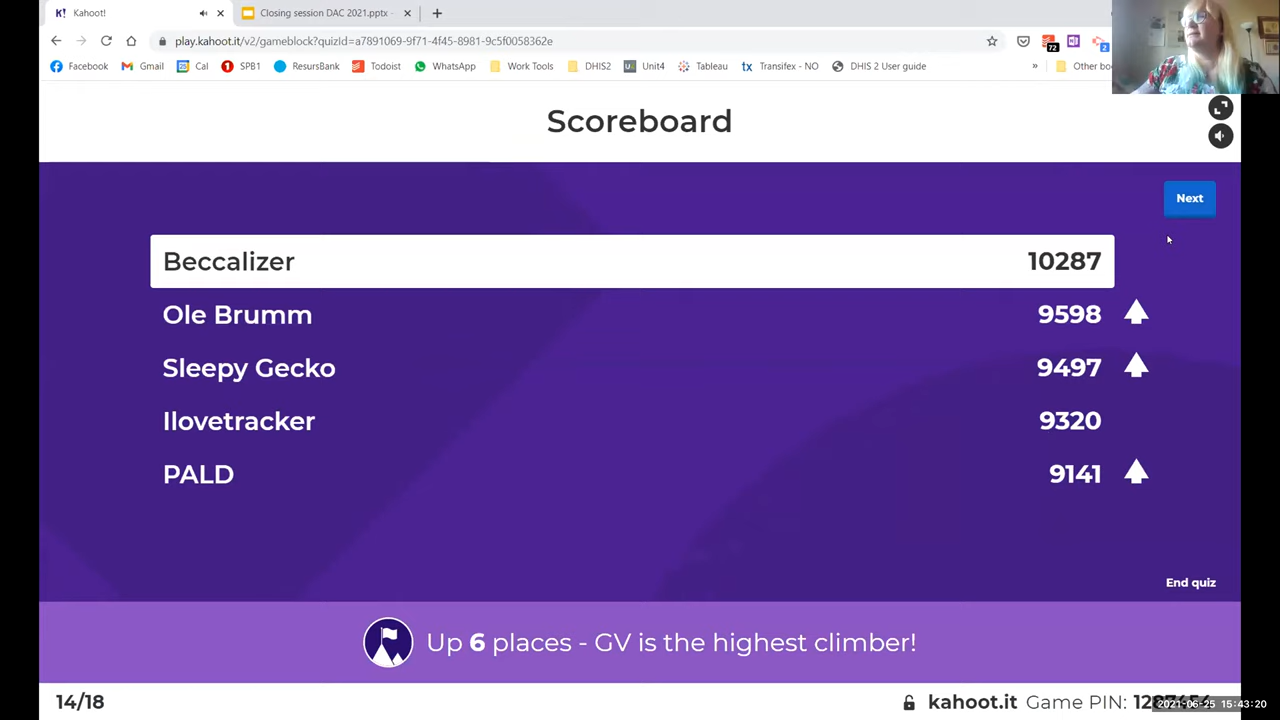 Kahoot!
Closing session DAC 2021.pptx -
play.kahoot.it/v2/gameblock?quizId=a7891069-9f71-4f45-8981-9c5f0058362e
72
2
Facebook Gmail Cal SPB1 ResursBank Todoist WhatsApp Work Tools DHIS2 Unit4 Tableau Transifex - NO DHIS 2 User guide » Other bo
Scoreboard
Next
Beccalizer 10287
Ole Brumm 9598
Sleepy Gecko 9497
Ilovetracker 9320
PALD 9141
End quiz
Up 6 places - GV is the highest climber!
14/18 kahoot.it Game PIN:
2021-06-25 15:43:20